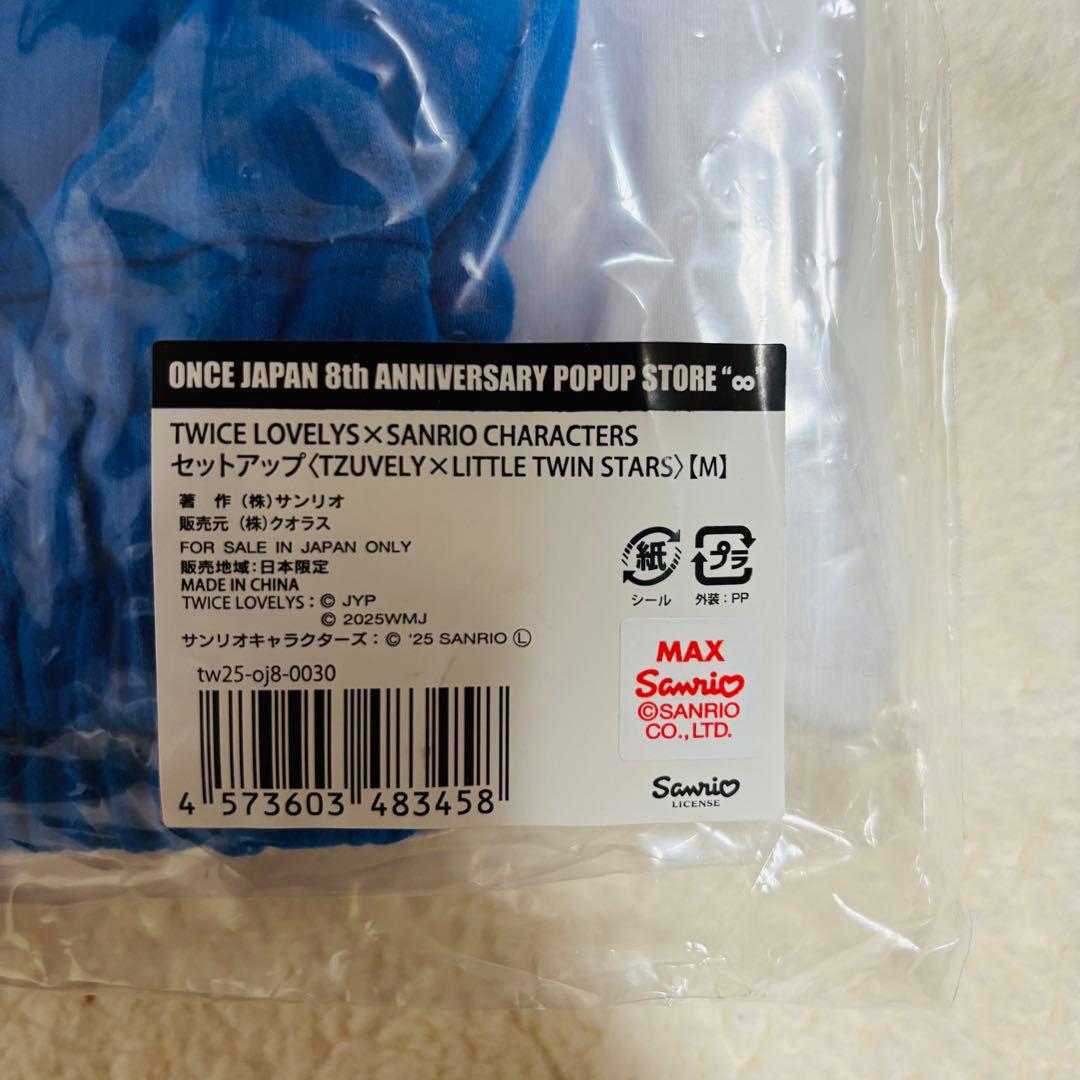 ONCE JAPAN 8th ANNIVERSARY POPUP STORE “∞”
TWICE LOVELYS×SANRIO CHARACTERS
セットアップ〈TZUVELY×LITTLE TWIN STARS〉【M】
著 作 (株)サンリオ
販売元 (株)クオラス
FOR SALE IN JAPAN ONLY
販売地域:日本限定
MADE IN CHINA
TWICE LOVELYS:© JYP
© 2025WMJ
サンリオキャラクターズ:© '25 SANRIO Ⓛ
tw25-oj8-0030
4 573603 483458
紙
シール
プラ
外装:PP
MAX
Sanrio
©SANRIO
CO.,LTD.
Sanrio
LICENSE